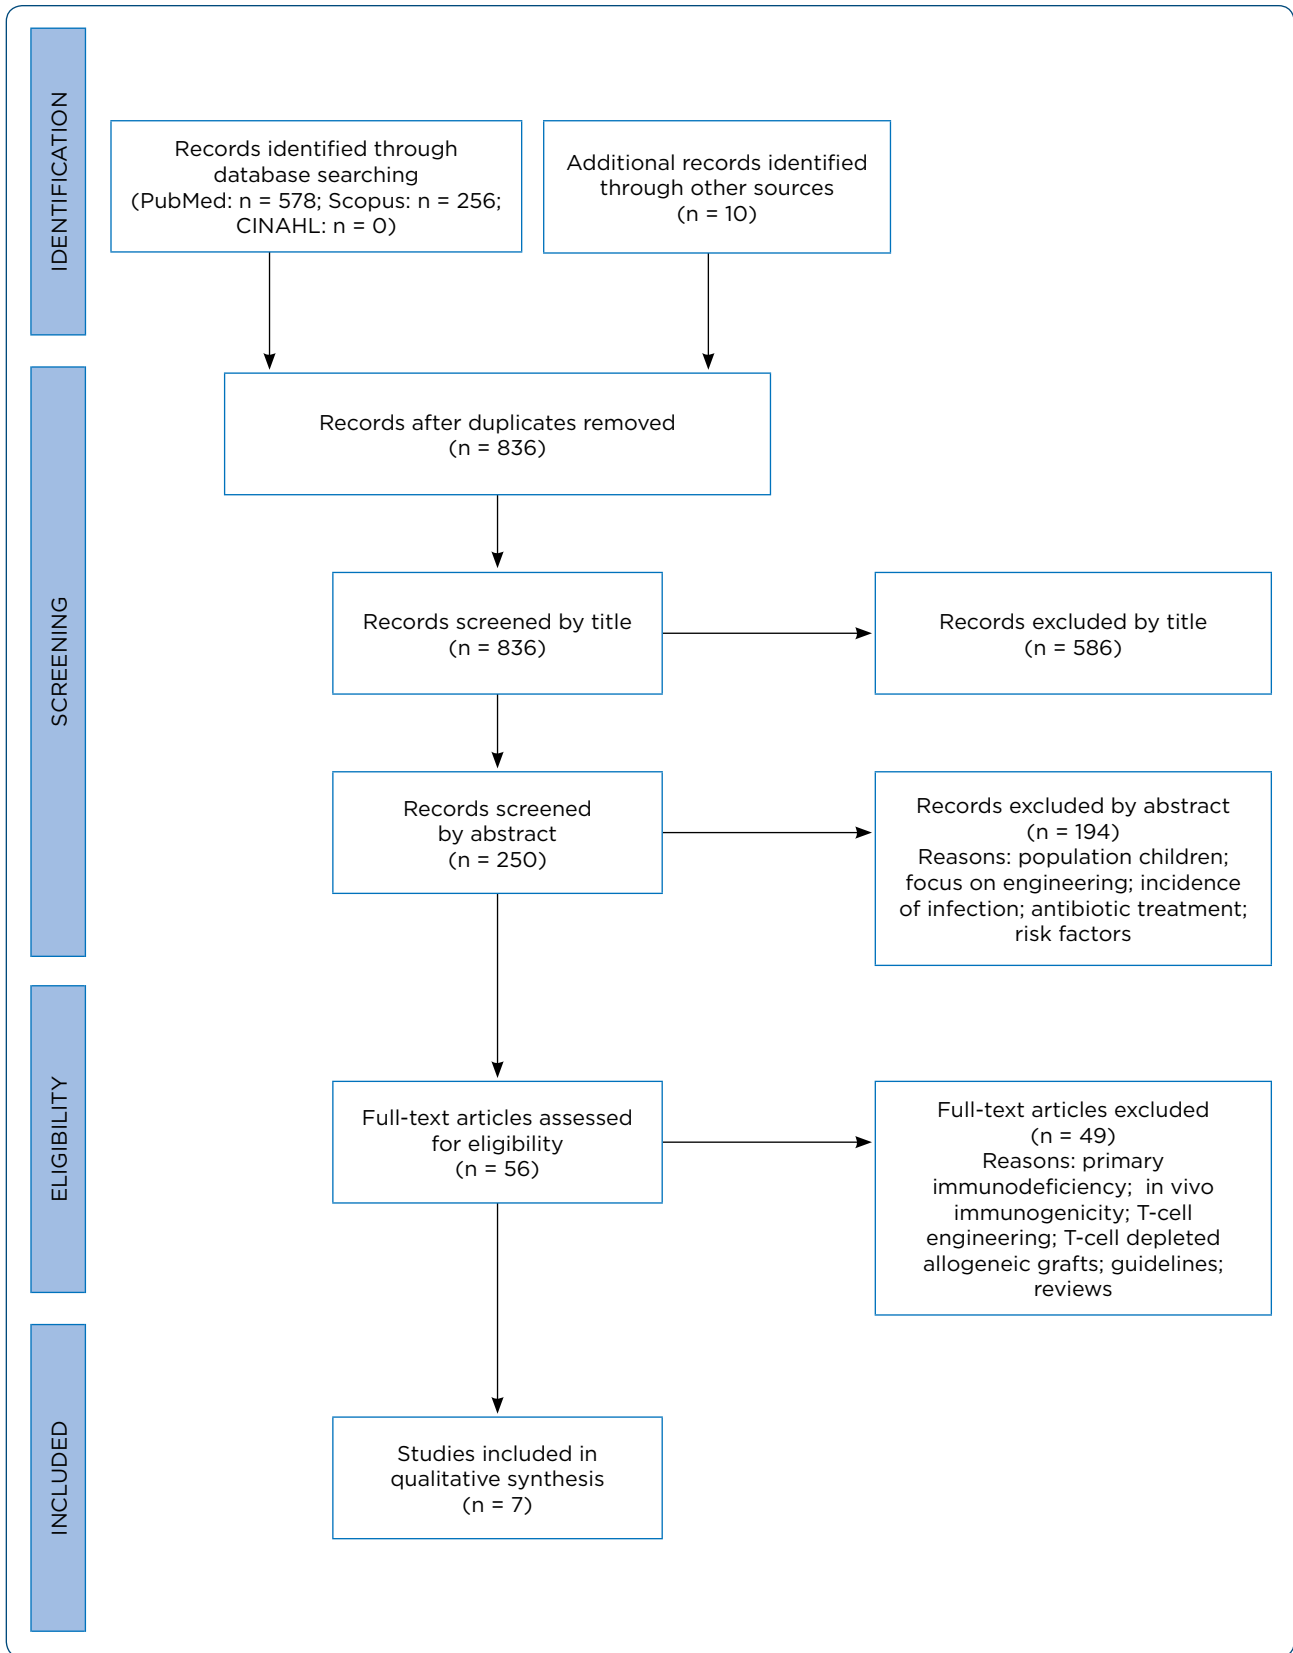 IDENTIFICATION
Records identified through
database searching
(PubMed: n = 578; Scopus: n = 256;
CINAHL: n = 0)
Additional records identified
through other sources
(n = 10)
SCREENING
Records after duplicates removed
(n = 836)
Records screened by title
(n = 836)
Records excluded by title
(n = 586)
Records screened
by abstract
(n = 250)
Records excluded by abstract
(n = 194)
Reasons: population children;
focus on engineering; incidence
of infection; antibiotic treatment;
risk factors
ELIGIBILITY
Full-text articles assessed
for eligibility
(n = 56)
Full-text articles excluded
(n = 49)
Reasons: primary
immunodeficiency; in vivo
immunogenicity; T-cell
engineering; T-cell depleted
allogeneic grafts; guidelines;
reviews
INCLUDED
Studies included in
qualitative synthesis
(n = 7)